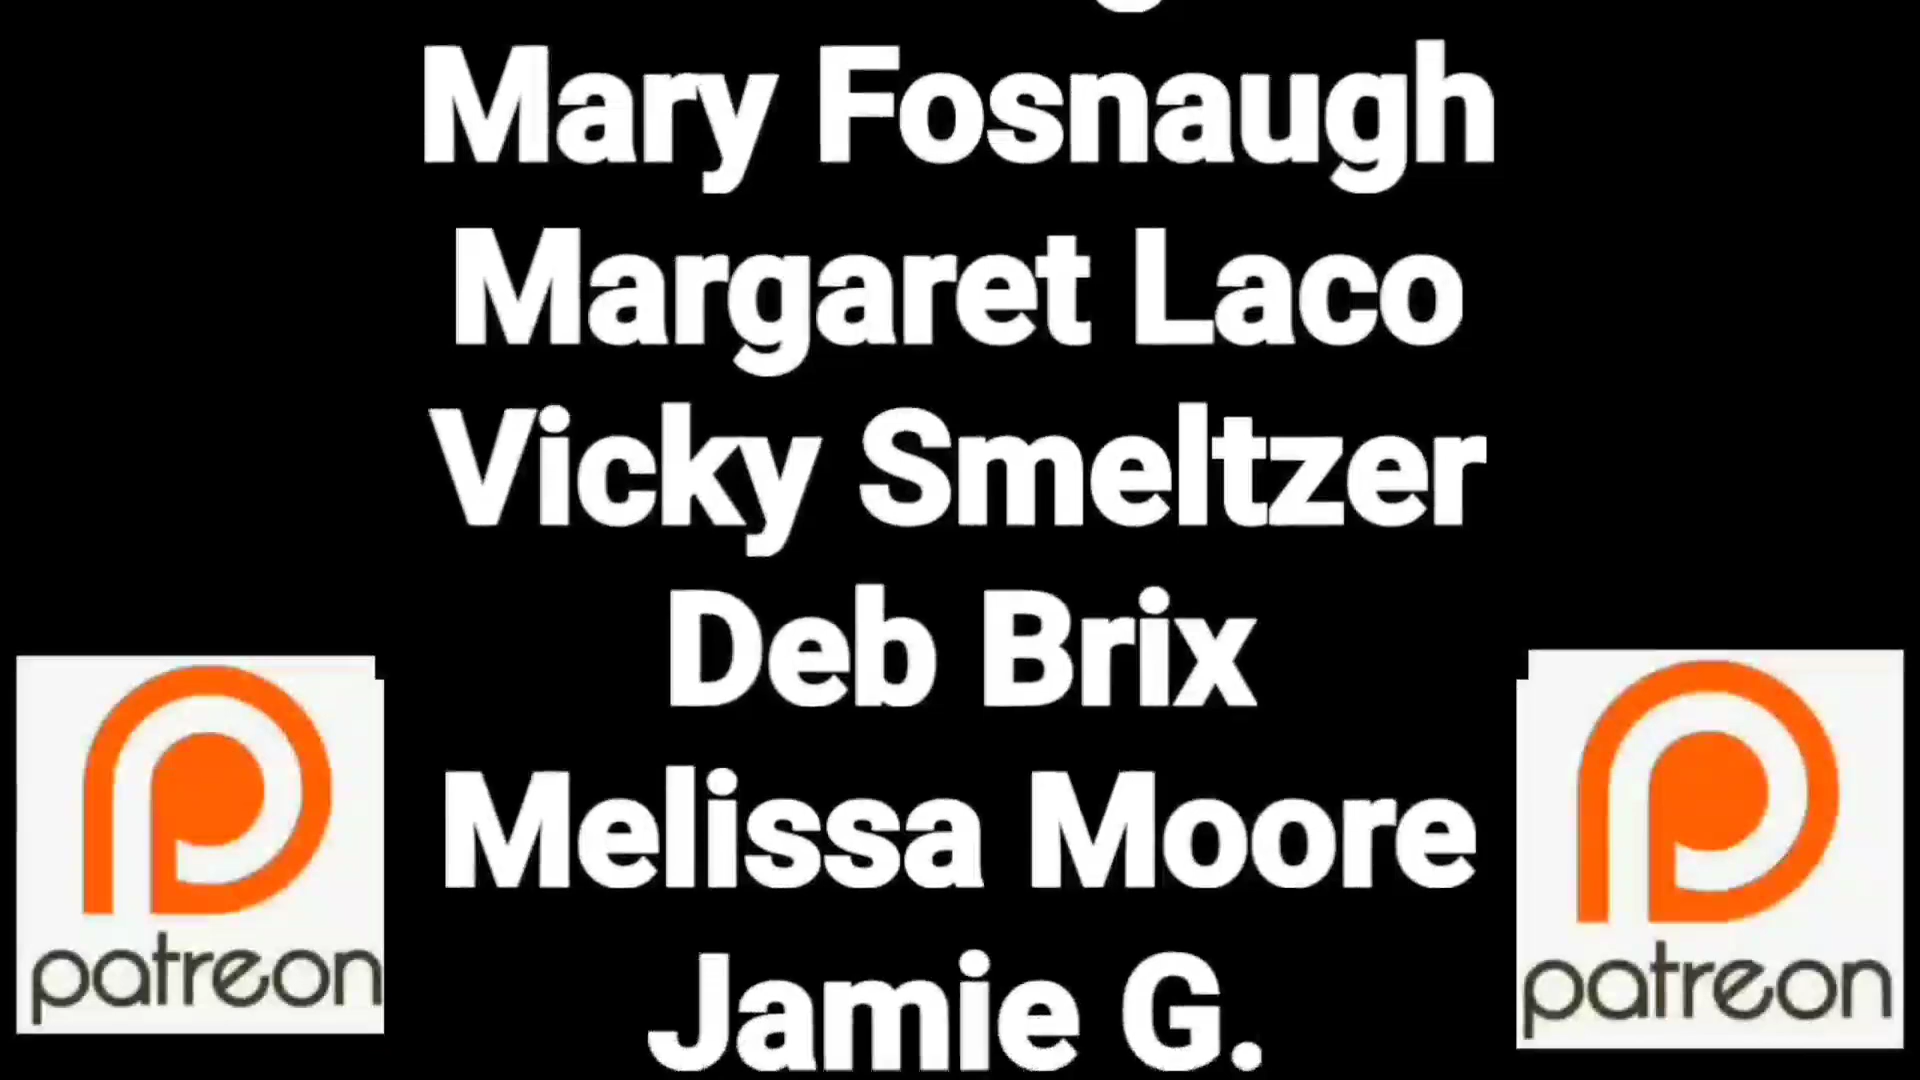 Mary Fosnaugh
Margaret Laco
Vicky Smeltzer
Deb Brix
Melissa Moore
Jamie G.
patreon
patreon